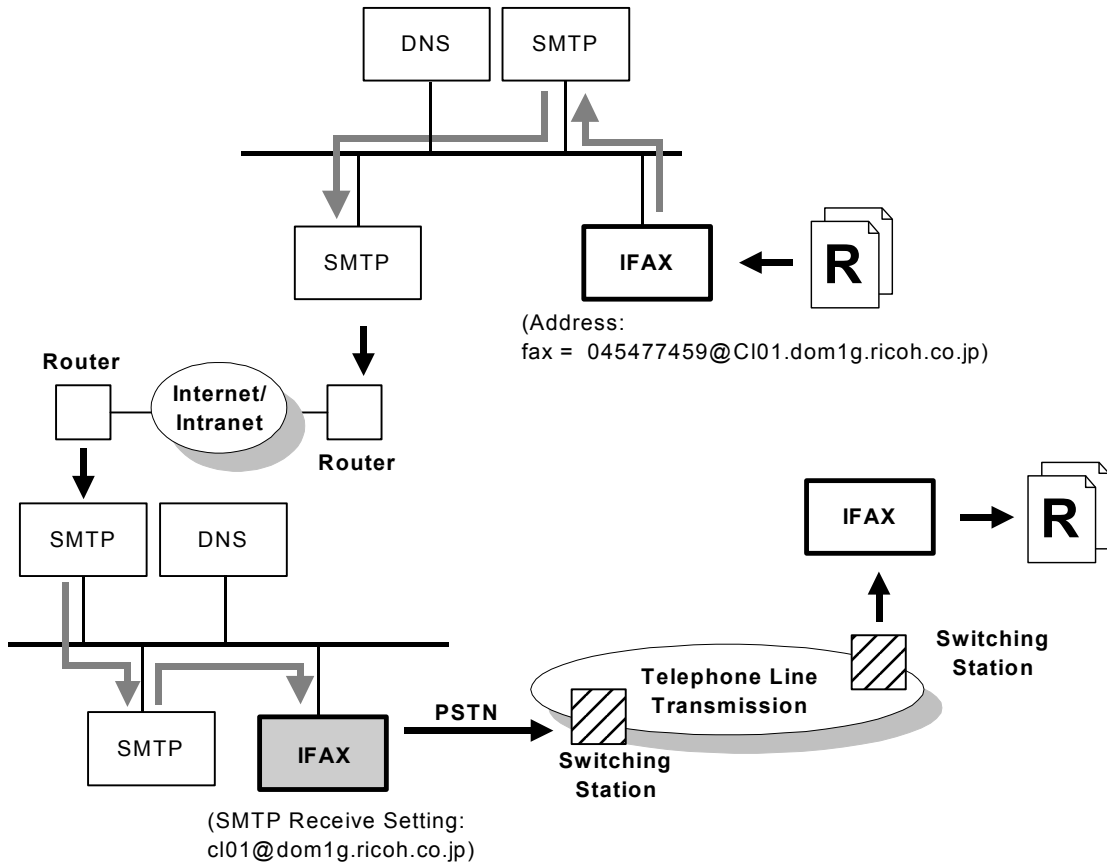 DNS
SMTP
SMTP
IFAX
R
(Address:
fax = 045477459@Cl01.dom1g.ricoh.co.jp)
Router
Internet/
Intranet
Router
SMTP
DNS
IFAX
R
Switching
Station
Telephone Line
Transmission
PSTN
SMTP
IFAX
Switching
Station
(SMTP Receive Setting:
cl01@dom1g.ricoh.co.jp)